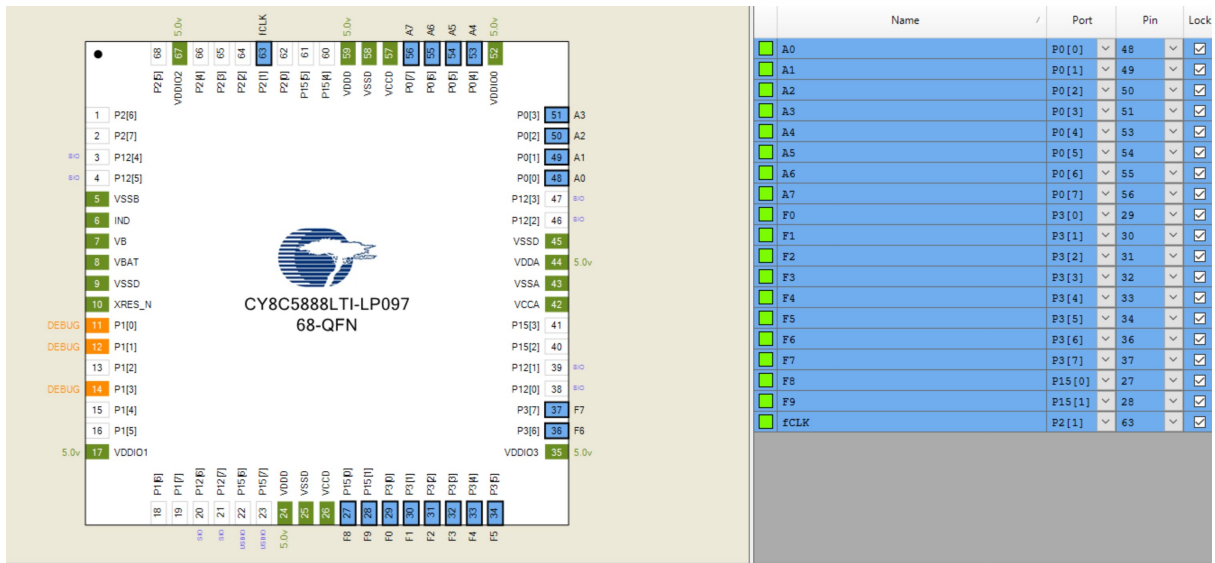 5.0v fCLK 5.0v A7 A6 A5 A4 5.0v
68 67 66 65 64 63 62 61 60 59 58 57 56 55 54 53 52
P2[5] VDDIO2 P2[4] P2[3] P2[2] P2[1] P2[0] P15[5] P15[4] VDDD VSSD VCCD P0[7] P0[6] P0[5] P0[4] VDDIO0
1 P2[6] P0[3] 51 A3
2 P2[7] P0[2] 50 A2
SIO 3 P12[4] P0[1] 49 A1
SIO 4 P12[5] P0[0] 48 A0
5 VSSB P12[3] 47 SIO
6 IND P12[2] 46 SIO
7 VB VSSD 45
8 VBAT VDDA 44 5.0v
9 VSSD VSSA 43
10 XRES_N VCCA 42
DEBUG 11 P1[0] P15[3] 41
DEBUG 12 P1[1] P15[2] 40
13 P1[2] P12[1] 39 SIO
DEBUG 14 P1[3] P12[0] 38 SIO
15 P1[4] P3[7] 37 F7
16 P1[5] P3[6] 36 F6
5.0v 17 VDDIO1 VDDIO3 35 5.0v
CY8C5888LTI-LP097
68-QFN
P1[6] P1[7] P12[6] P12[7] P15[6] P15[7] VDDD VSSD VCCD P15[0] P15[1] P3[0] P3[1] P3[2] P3[3] P3[4] P3[5]
18 19 20 21 22 23 24 25 26 27 28 29 30 31 32 33 34
SIO SIO USBIO USBIO 5.0v F8 F9 F0 F1 F2 F3 F4 F5
Name / Port Pin Lock
A0 P0[0] 48
A1 P0[1] 49
A2 P0[2] 50
A3 P0[3] 51
A4 P0[4] 53
A5 P0[5] 54
A6 P0[6] 55
A7 P0[7] 56
F0 P3[0] 29
F1 P3[1] 30
F2 P3[2] 31
F3 P3[3] 32
F4 P3[4] 33
F5 P3[5] 34
F6 P3[6] 36
F7 P3[7] 37
F8 P15[0] 27
F9 P15[1] 28
fCLK P2[1] 63